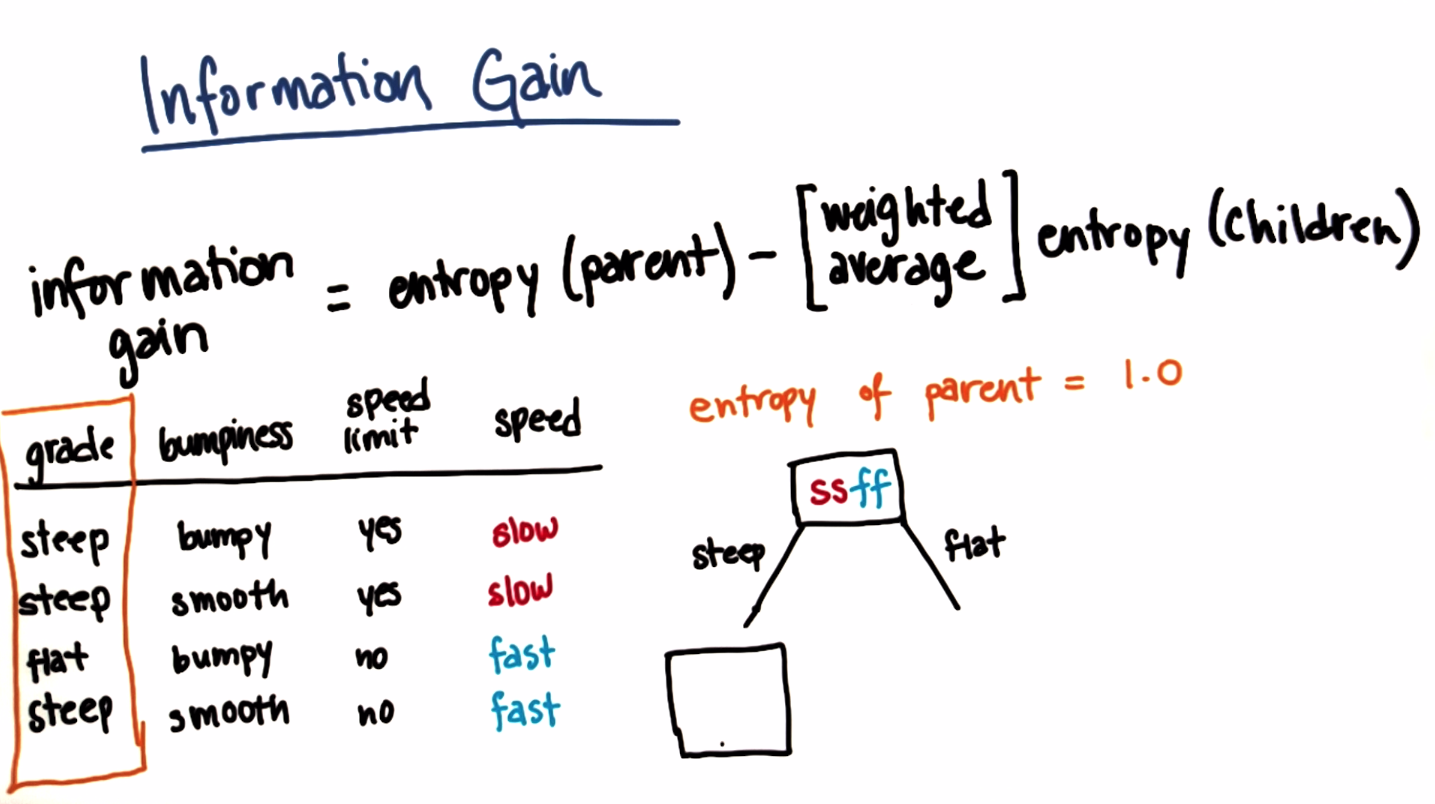 Information Gain
information gain = entropy (parent) - [weighted average] entropy (children)
grade bumpiness speed limit speed
steep bumpy yes slow
steep smooth yes slow
flat bumpy no fast
steep smooth no fast
entropy of parent = 1.0
ssff
steep flat